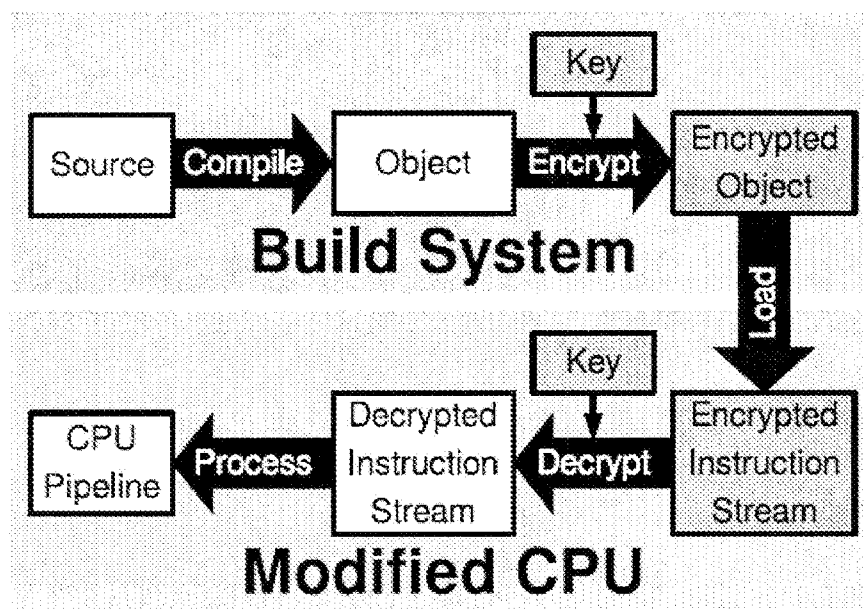 Key
Source
Compile
Object
Encrypt
Encrypted
Object
Build System
Load
Key
CPU
Pipeline
Process
Decrypted
Instruction
Stream
Decrypt
Encrypted
Instruction
Stream
Modified CPU